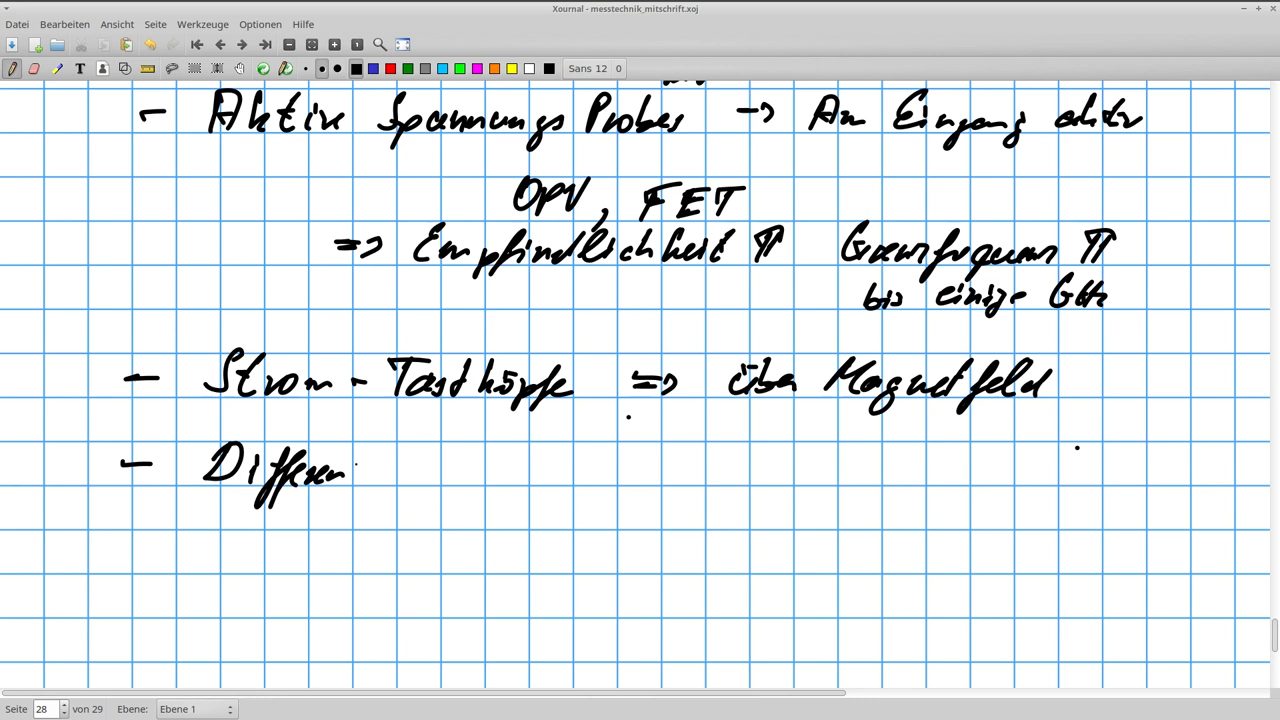 Xournal - messtechnik_mitschrift.xoj
Datei Bearbeiten Ansicht Seite Werkzeuge Optionen Hilfe
Sans 12 0
- Aktive Spannungs Probes -> Am Eingang aktiv
OPV, FET
=> Empfindlichkeit ⇑ Grenzfrequenz ⇑
bis einige GHz
- Strom - Tastköpfe => über Magnetfeld
- Differen
Seite 28 von 29 Ebene: Ebene 1